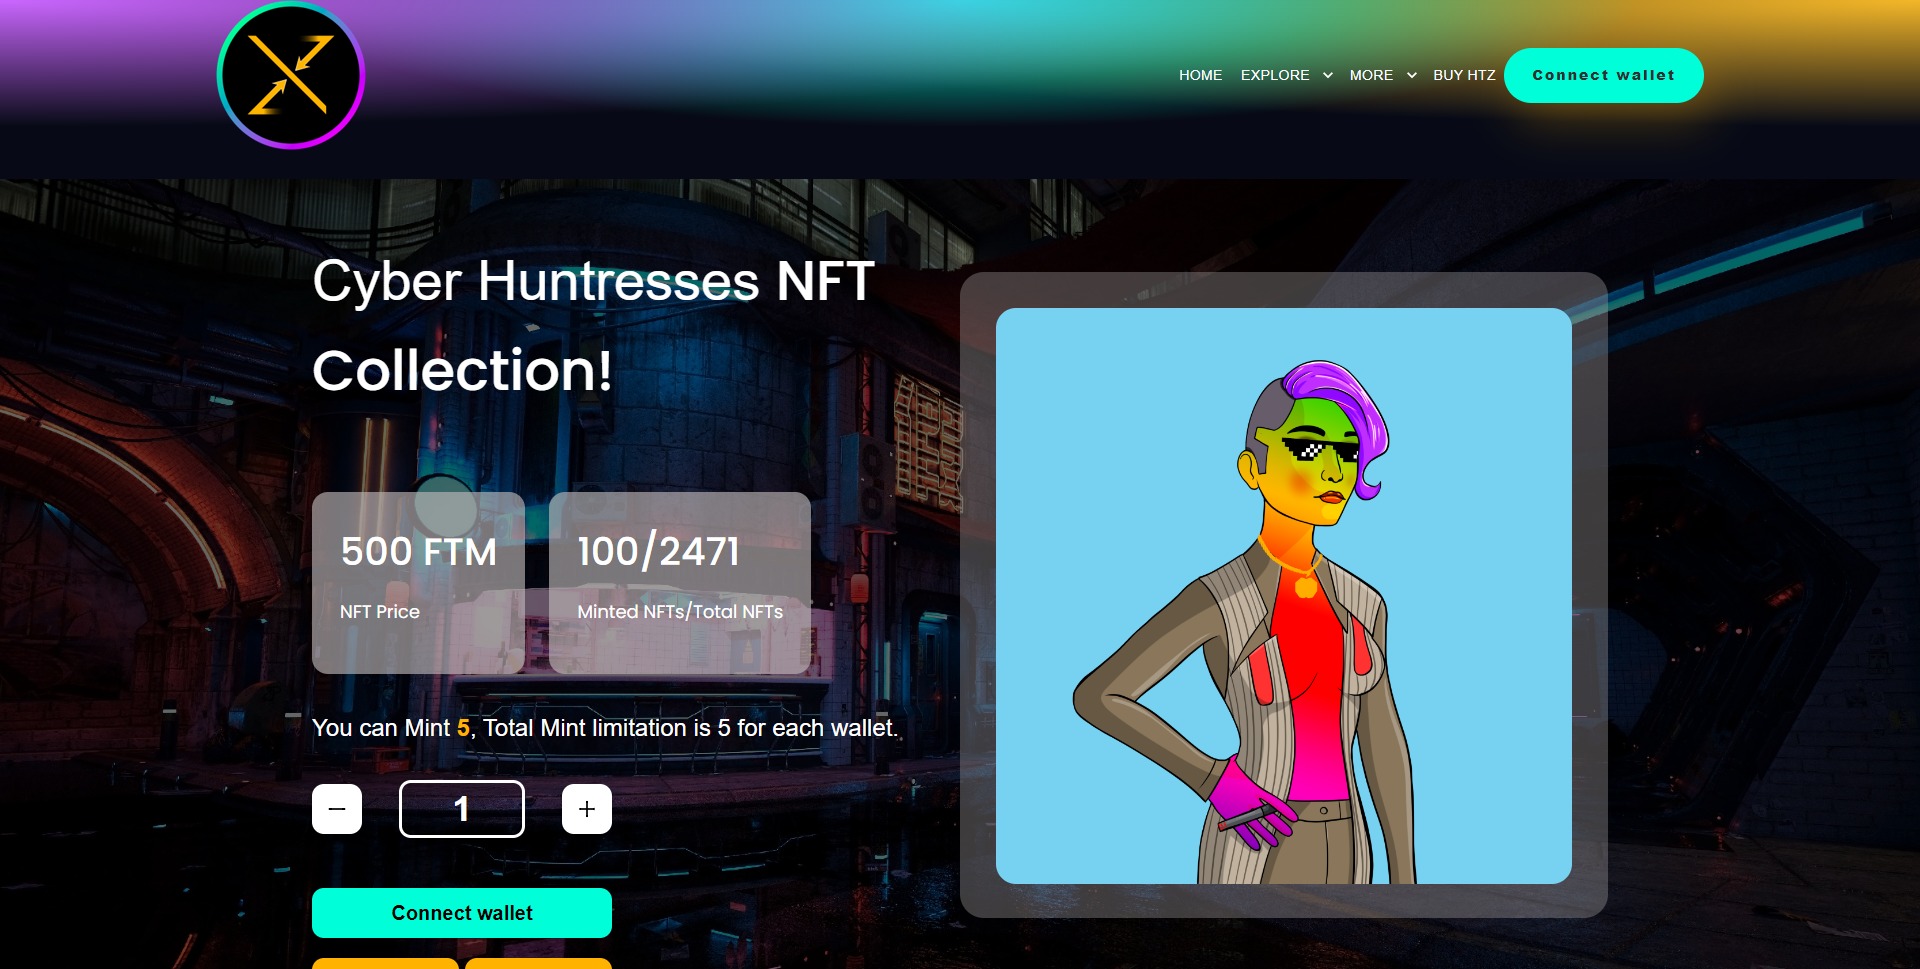 HOME EXPLORE MORE BUY HTZ Connect wallet
Cyber Huntresses NFT
Collection!
500 FTM
NFT Price
100/2471
Minted NFTs/Total NFTs
You can Mint 5, Total Mint limitation is 5 for each wallet.
1
Connect wallet